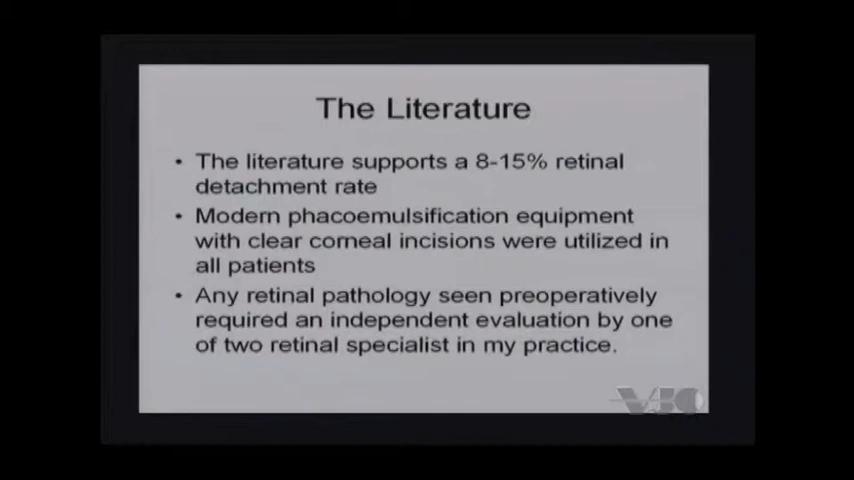 The Literature
• The literature supports a 8-15% retinal
detachment rate
• Modern phacoemulsification equipment
with clear corneal incisions were utilized in
all patients
• Any retinal pathology seen preoperatively
required an independent evaluation by one
of two retinal specialist in my practice.